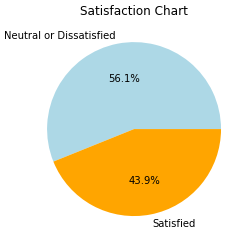 Satisfaction Chart
Neutral or Dissatisfied
56.1%
43.9%
Satisfied